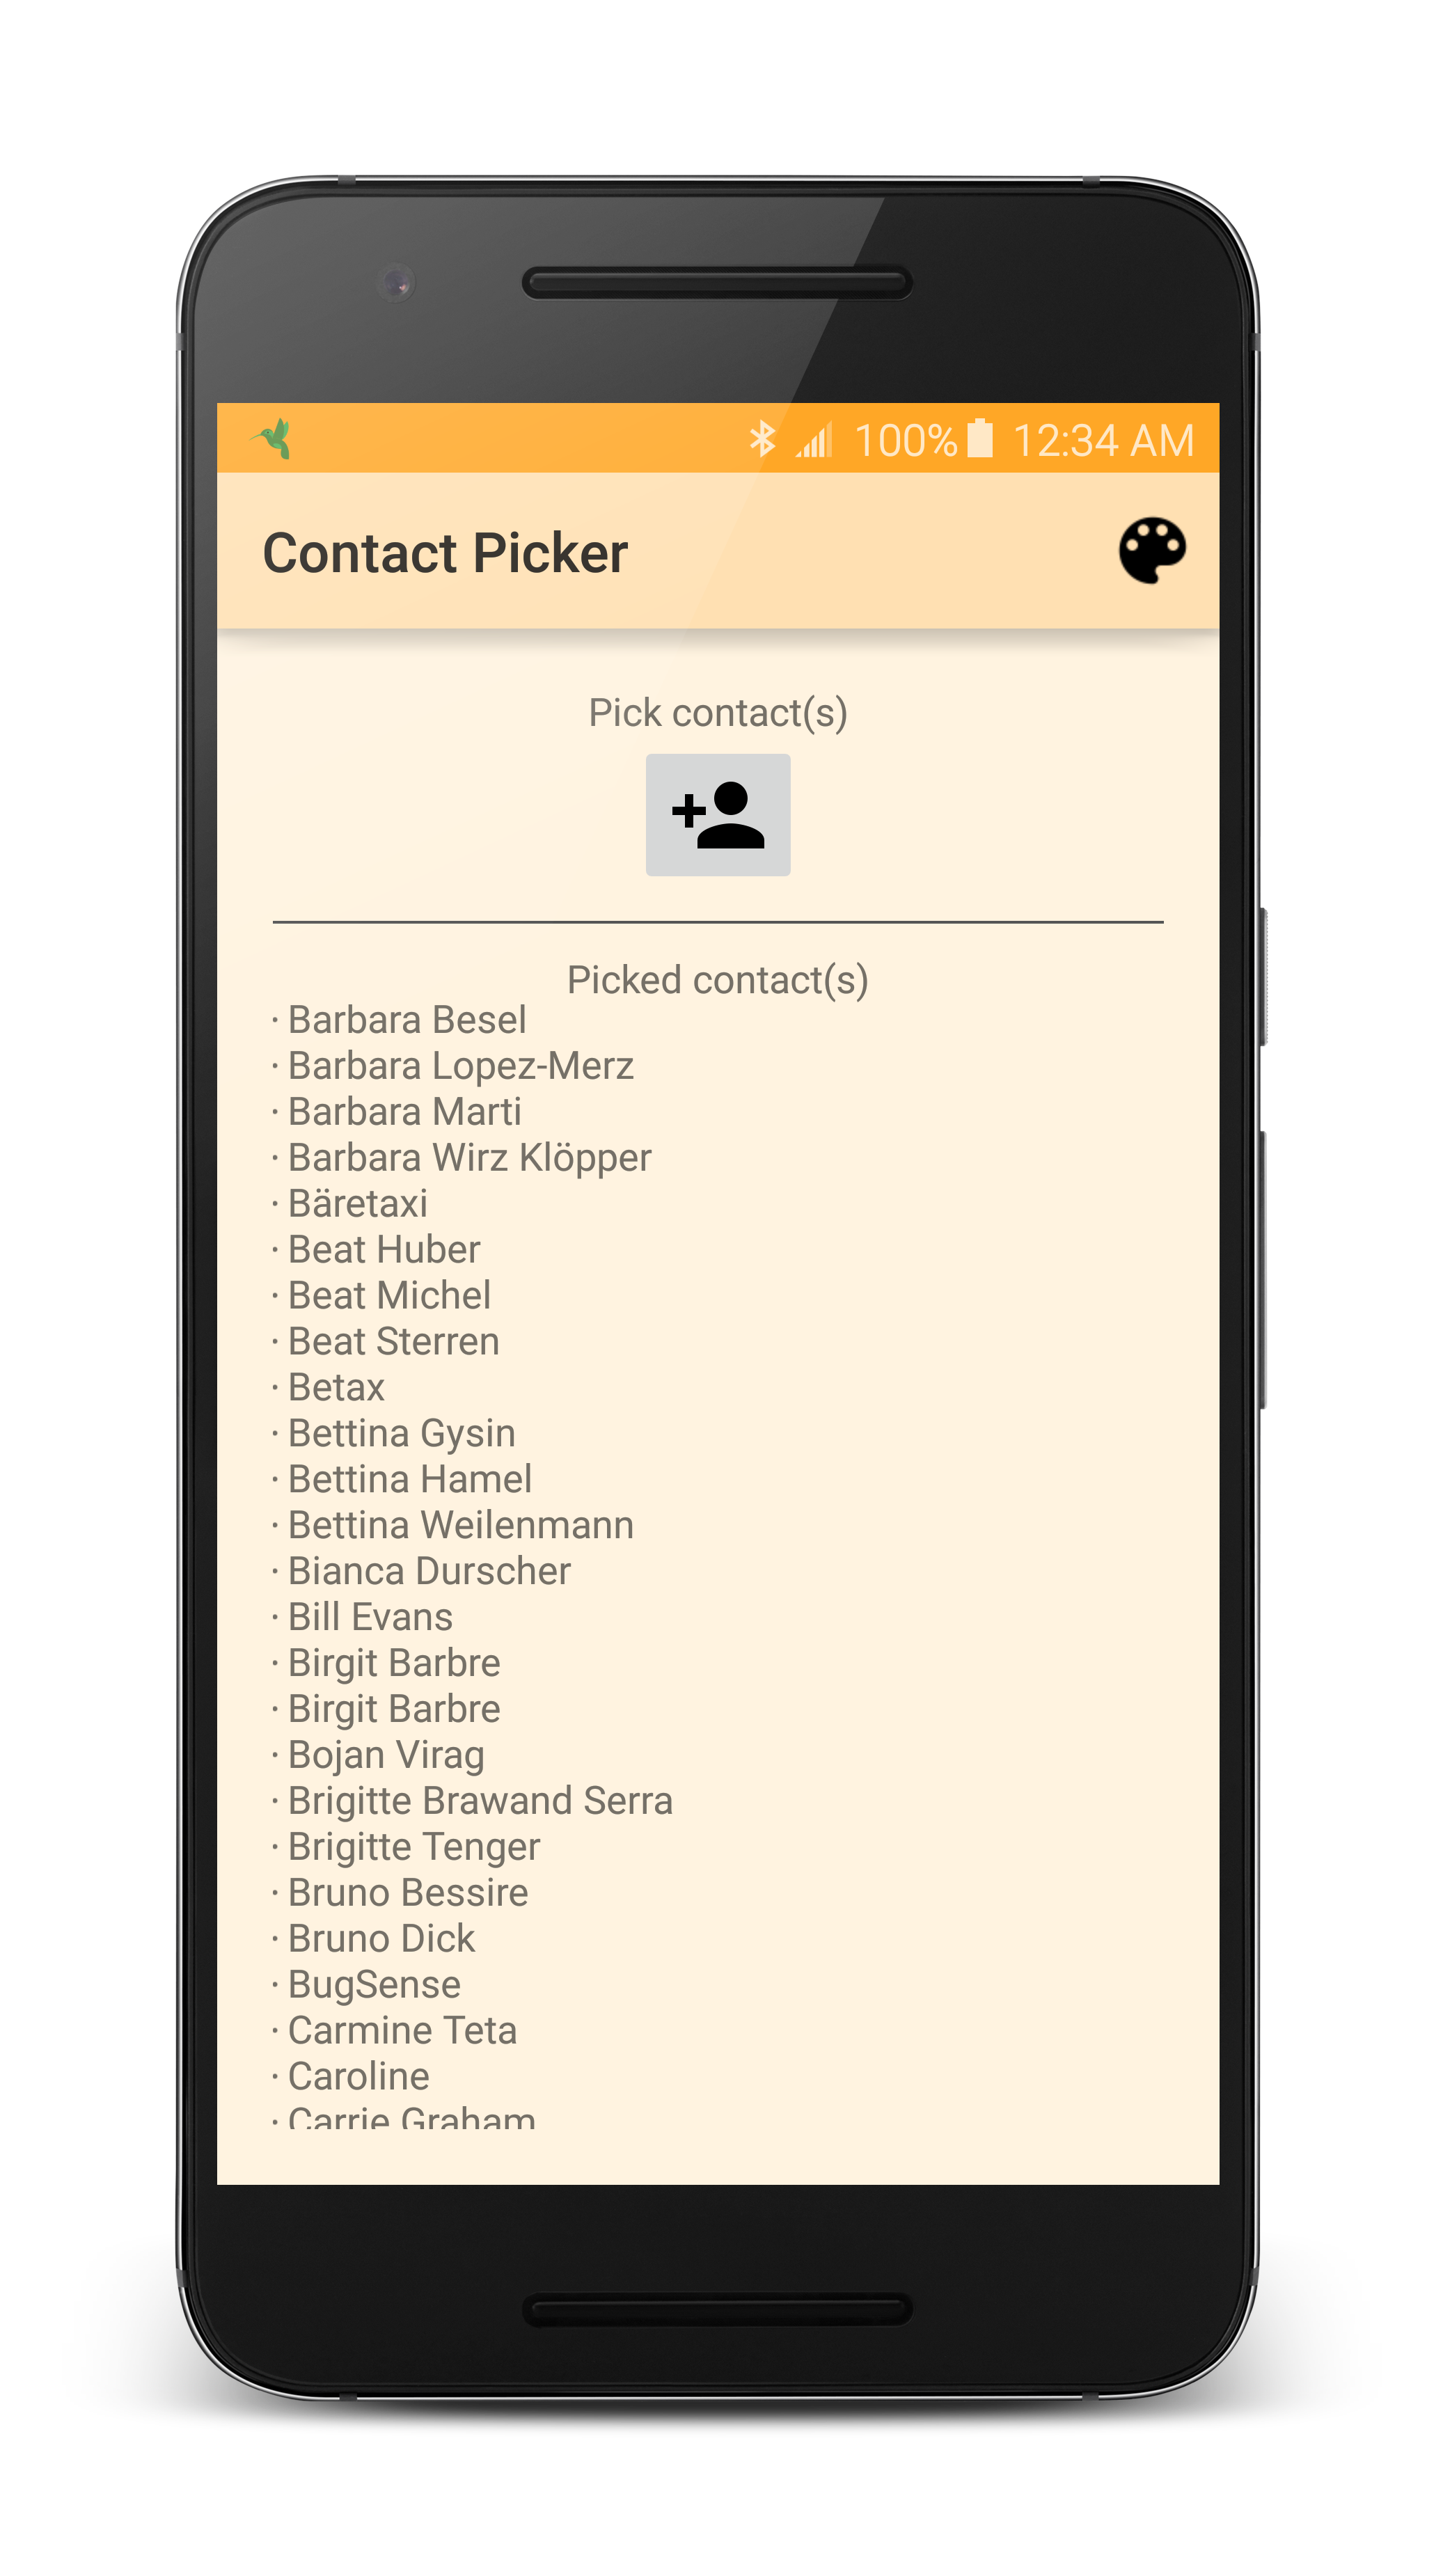 100% 12:34 AM
Contact Picker
Pick contact(s)
Picked contact(s)
· Barbara Besel
· Barbara Lopez-Merz
· Barbara Marti
· Barbara Wirz Klöpper
· Bäretaxi
· Beat Huber
· Beat Michel
· Beat Sterren
· Betax
· Bettina Gysin
· Bettina Hamel
· Bettina Weilenmann
· Bianca Durscher
· Bill Evans
· Birgit Barbre
· Birgit Barbre
· Bojan Virag
· Brigitte Brawand Serra
· Brigitte Tenger
· Bruno Bessire
· Bruno Dick
· BugSense
· Carmine Teta
· Caroline
· Carrie Graham